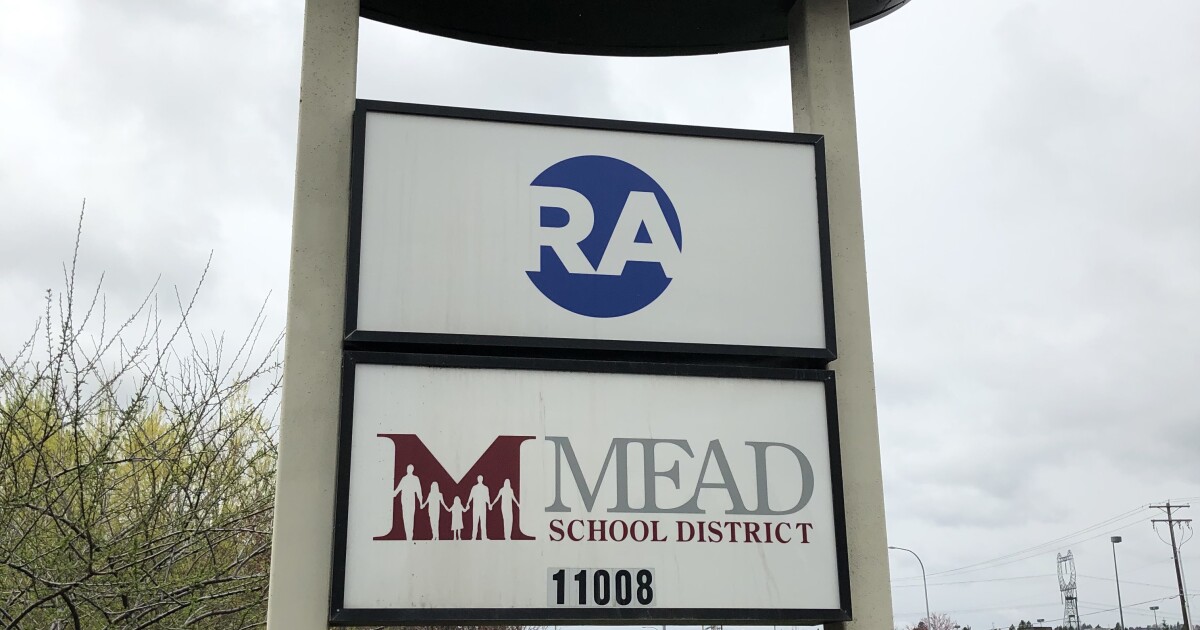 RA
M MEAD
SCHOOL DISTRICT
11008